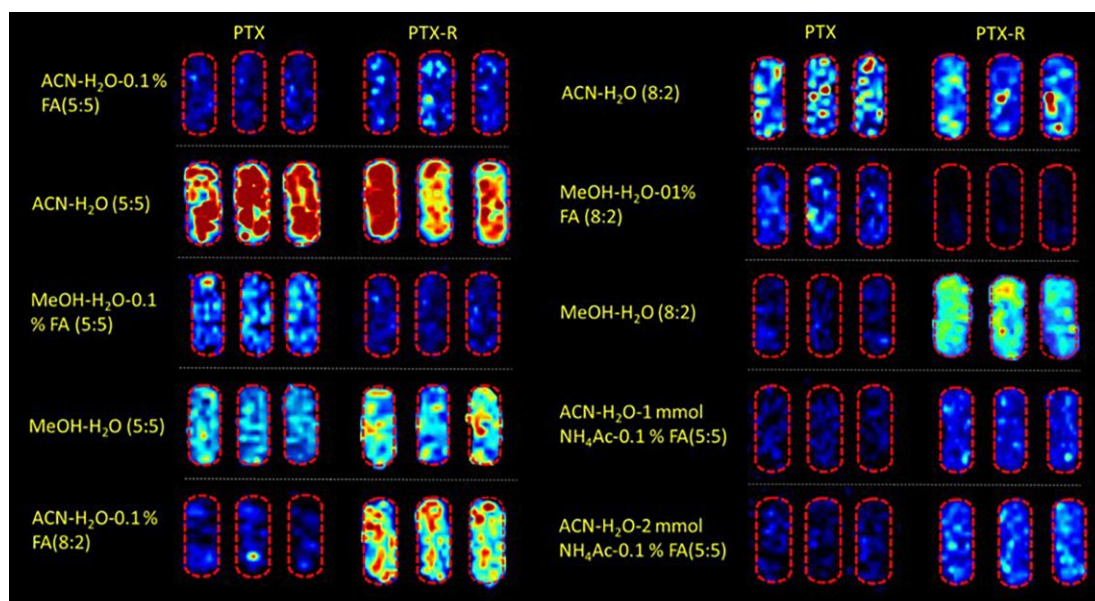 PTX PTX-R
ACN-H₂O-0.1%
FA(5:5)
ACN-H₂O (5:5)
MeOH-H₂O-0.1
% FA (5:5)
MeOH-H₂O (5:5)
ACN-H₂O-0.1%
FA(8:2)
PTX PTX-R
ACN-H₂O (8:2)
MeOH-H₂O-01%
FA (8:2)
MeOH-H₂O (8:2)
ACN-H₂O-1 mmol
NH₄Ac-0.1 % FA(5:5)
ACN-H₂O-2 mmol
NH₄Ac-0.1 % FA(5:5)